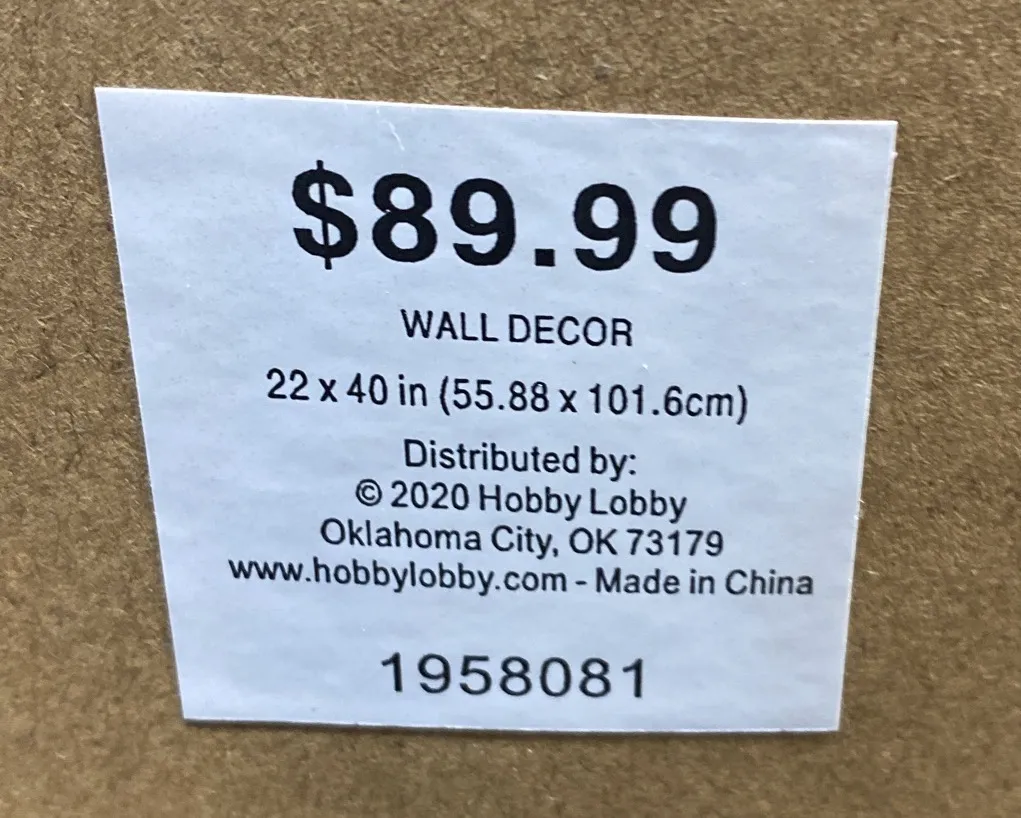 $89.99
WALL DECOR
22 x 40 in (55.88 x 101.6cm)
Distributed by:
© 2020 Hobby Lobby
Oklahoma City, OK 73179
www.hobbylobby.com - Made in China
1958081